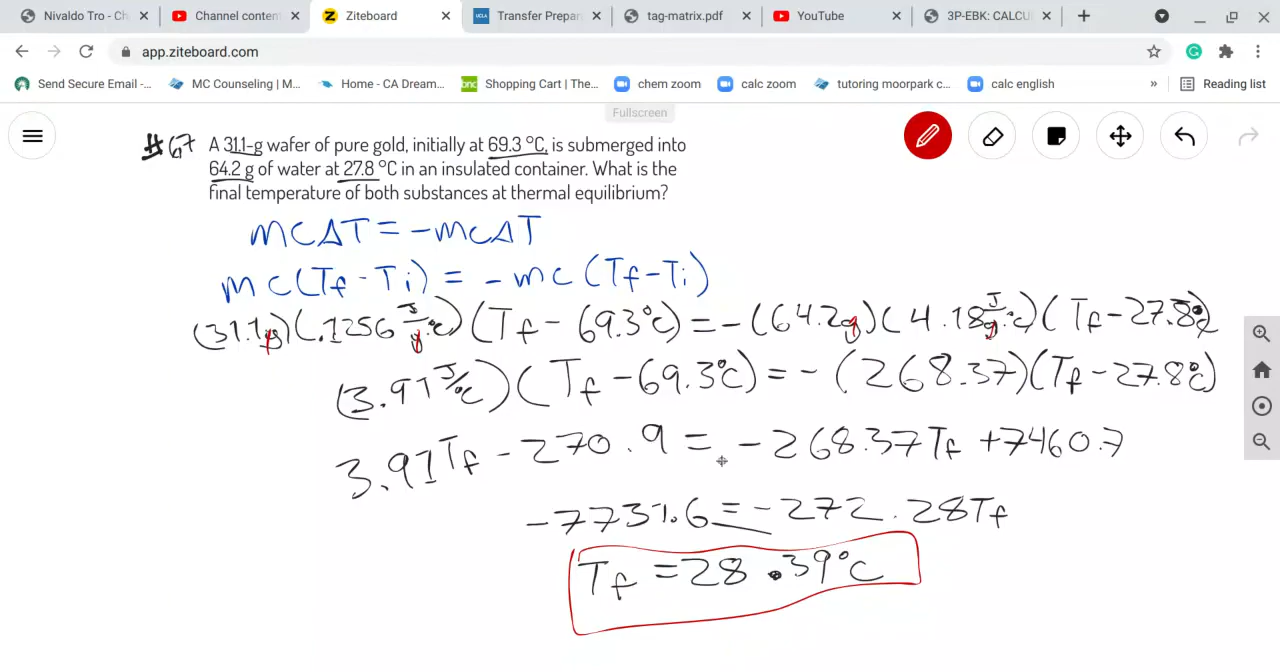 Nivaldo Tro - Ch
Channel content
Ziteboard
Transfer Prepar
tag-matrix.pdf
YouTube
3P-EBK: CALCU
app.ziteboard.com
Send Secure Email -...
MC Counseling | M...
Home - CA Dream...
bnc
Shopping Cart | The...
chem zoom
calc zoom
tutoring moorpark c...
calc english
»
Reading list
Fullscreen
#67 A 31.1-g wafer of pure gold, initially at 69.3 °C, is submerged into
64.2 g of water at 27.8 °C in an insulated container. What is the
final temperature of both substances at thermal equilibrium?
mCΔT = -mCΔT
mC(Tf - Ti) = -mC(Tf - Ti)
(31.1g)(.1256 J/g·°C)(Tf - 69.3°C) = -(64.2g)(4.18 J/g·°C)(Tf - 27.8°C)
(3.91 J/°C)(Tf - 69.3°C) = -(268.37)(Tf - 27.8°C)
3.91Tf - 270.9 = -268.37Tf + 7460.7
-7731.6 = -272.28Tf
Tf = 28.39°C